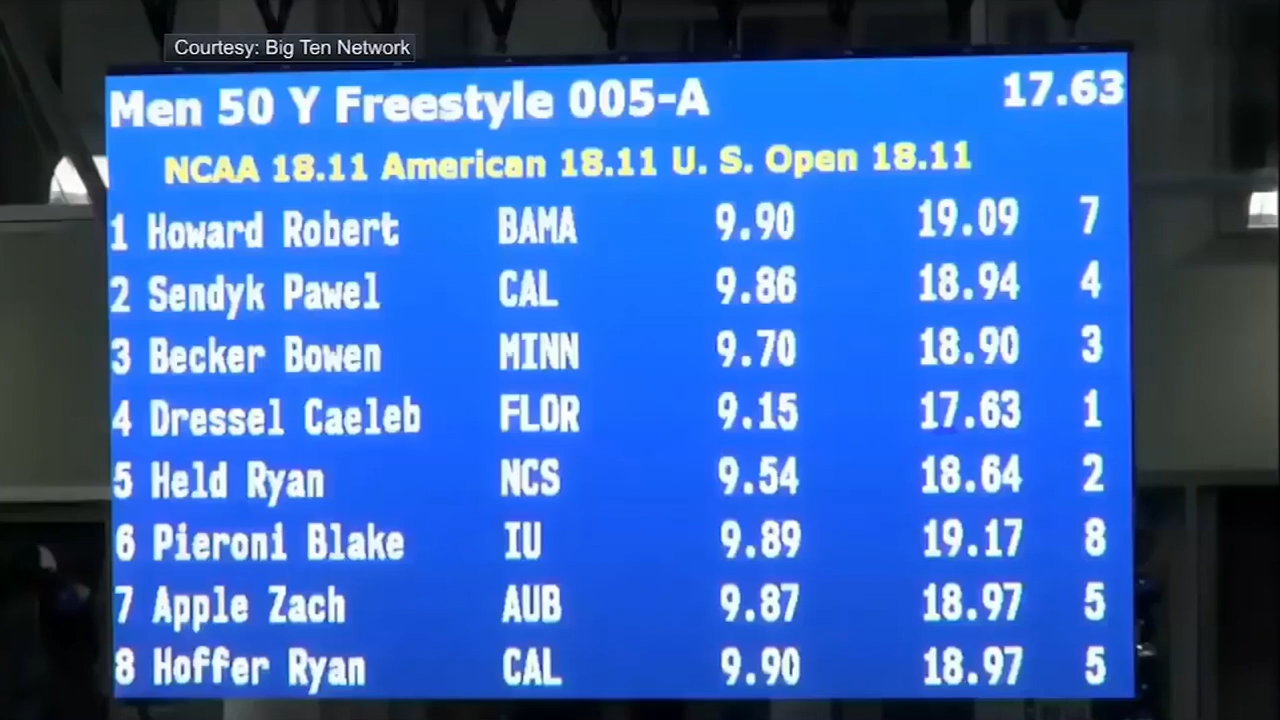 Courtesy: Big Ten Network
Men 50 Y Freestyle 005-A 17.63
NCAA 18.11 American 18.11 U. S. Open 18.11
1 Howard Robert BAMA 9.90 19.09 7
2 Sendyk Pawel CAL 9.86 18.94 4
3 Becker Bowen MINN 9.70 18.90 3
4 Dressel Caeleb FLOR 9.15 17.63 1
5 Held Ryan NCS 9.54 18.64 2
6 Pieroni Blake IU 9.89 19.17 8
7 Apple Zach AUB 9.87 18.97 5
8 Hoffer Ryan CAL 9.90 18.97 5